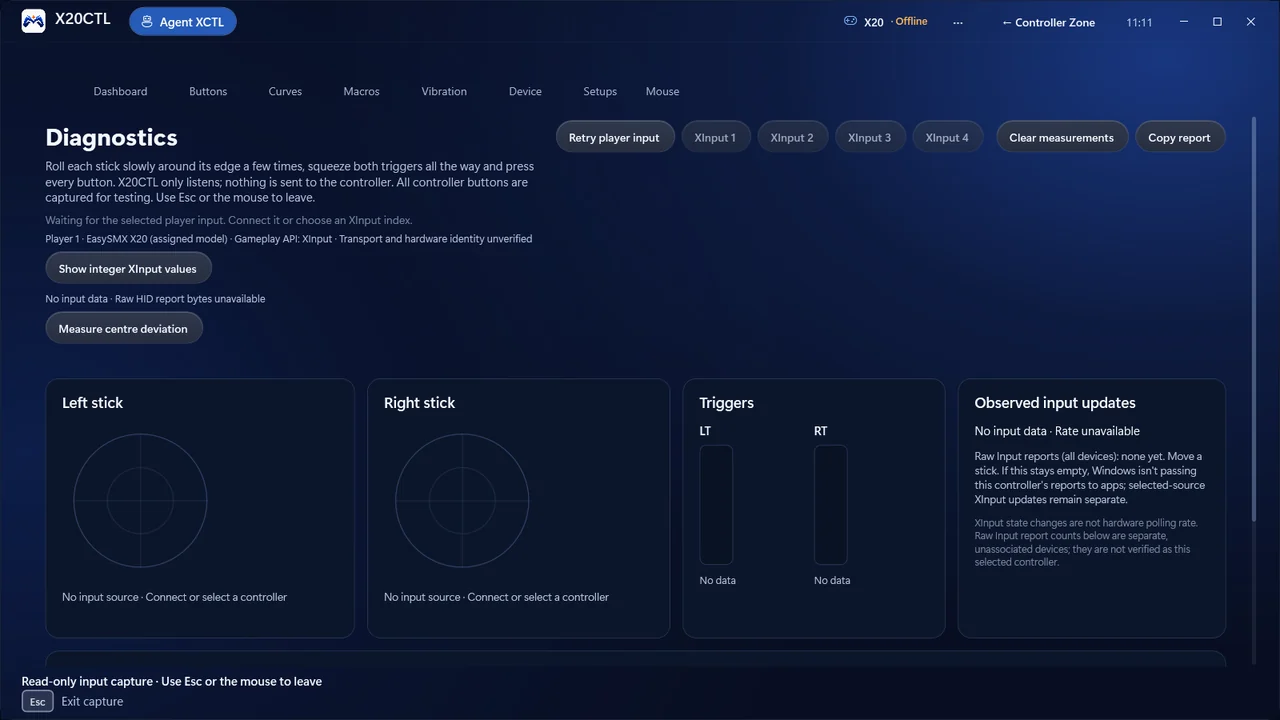 X20CTL
Agent XCTL
X20 · Offline
...
← Controller Zone
11:11
Dashboard
Buttons
Curves
Macros
Vibration
Device
Setups
Mouse
Diagnostics
Retry player input
XInput 1
XInput 2
XInput 3
XInput 4
Clear measurements
Copy report
Roll each stick slowly around its edge a few times, squeeze both triggers all the way and press
every button. X20CTL only listens; nothing is sent to the controller. All controller buttons are
captured for testing. Use Esc or the mouse to leave.
Waiting for the selected player input. Connect it or choose an XInput index.
Player 1 · EasySMX X20 (assigned model) · Gameplay API: XInput · Transport and hardware identity unverified
Show integer XInput values
No input data · Raw HID report bytes unavailable
Measure centre deviation
Left stick
No input source · Connect or select a controller
Right stick
No input source · Connect or select a controller
Triggers
LT
RT
No data
No data
Observed input updates
No input data · Rate unavailable
Raw Input reports (all devices): none yet. Move a
stick. If this stays empty, Windows isn't passing
this controller's reports to apps; selected-source
XInput updates remain separate.
XInput state changes are not hardware polling rate.
Raw Input report counts below are separate,
unassociated devices; they are not verified as this
selected controller.
Read-only input capture · Use Esc or the mouse to leave
Esc
Exit capture